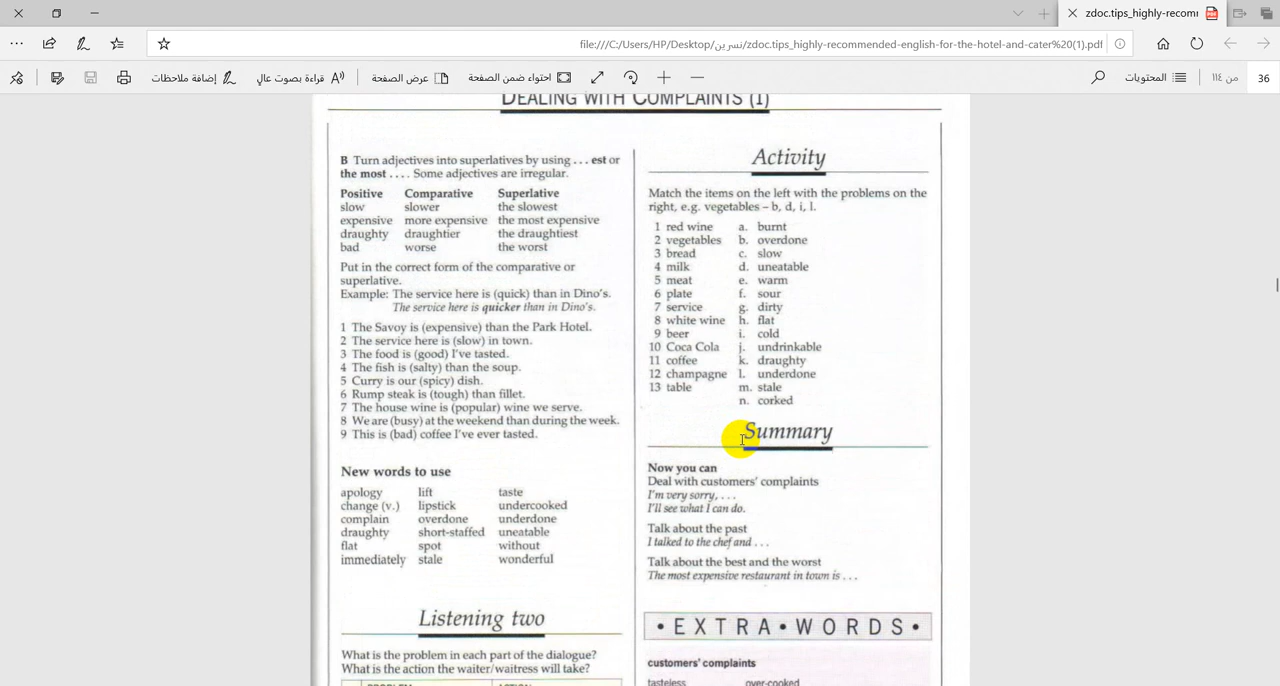 zdoc.tips_highly-recomm
file:///C:/Users/HP/Desktop/نسرين/zdoc.tips_highly-recommended-english-for-the-hotel-and-cater%20(1).pdf
إضافة ملاحظات
قراءة بصوت عالٍ
عرض الصفحة
احتواء ضمن الصفحة
المحتويات
من ١١٤
36
DEALING WITH COMPLAINTS (I)
B Turn adjectives into superlatives by using . . . est or
the most . . . . Some adjectives are irregular.
Positive Comparative Superlative
slow slower the slowest
expensive more expensive the most expensive
draughty draughtier the draughtiest
bad worse the worst
Put in the correct form of the comparative or
superlative.
Example: The service here is (quick) than in Dino's.
The service here is quicker than in Dino's.
1 The Savoy is (expensive) than the Park Hotel.
2 The service here is (slow) in town.
3 The food is (good) I've tasted.
4 The fish is (salty) than the soup.
5 Curry is our (spicy) dish.
6 Rump steak is (tough) than fillet.
7 The house wine is (popular) wine we serve.
8 We are (busy) at the weekend than during the week.
9 This is (bad) coffee I've ever tasted.
New words to use
apology lift taste
change (v.) lipstick undercooked
complain overdone underdone
draughty short-staffed uneatable
flat spot without
immediately stale wonderful
Listening two
What is the problem in each part of the dialogue?
What is the action the waiter/waitress will take?
PROBLEM ACTION
Activity
Match the items on the left with the problems on the
right, e.g. vegetables – b, d, i, l.
1 red wine a. burnt
2 vegetables b. overdone
3 bread c. slow
4 milk d. uneatable
5 meat e. warm
6 plate f. sour
7 service g. dirty
8 white wine h. flat
9 beer i. cold
10 Coca Cola j. undrinkable
11 coffee k. draughty
12 champagne l. underdone
13 table m. stale
n. corked
Summary
Now you can
Deal with customers' complaints
I'm very sorry, . . .
I'll see what I can do.
Talk about the past
I talked to the chef and . . .
Talk about the best and the worst
The most expensive restaurant in town is . . .
• EXTRA • WORDS •
customers' complaints
tasteless over-cooked